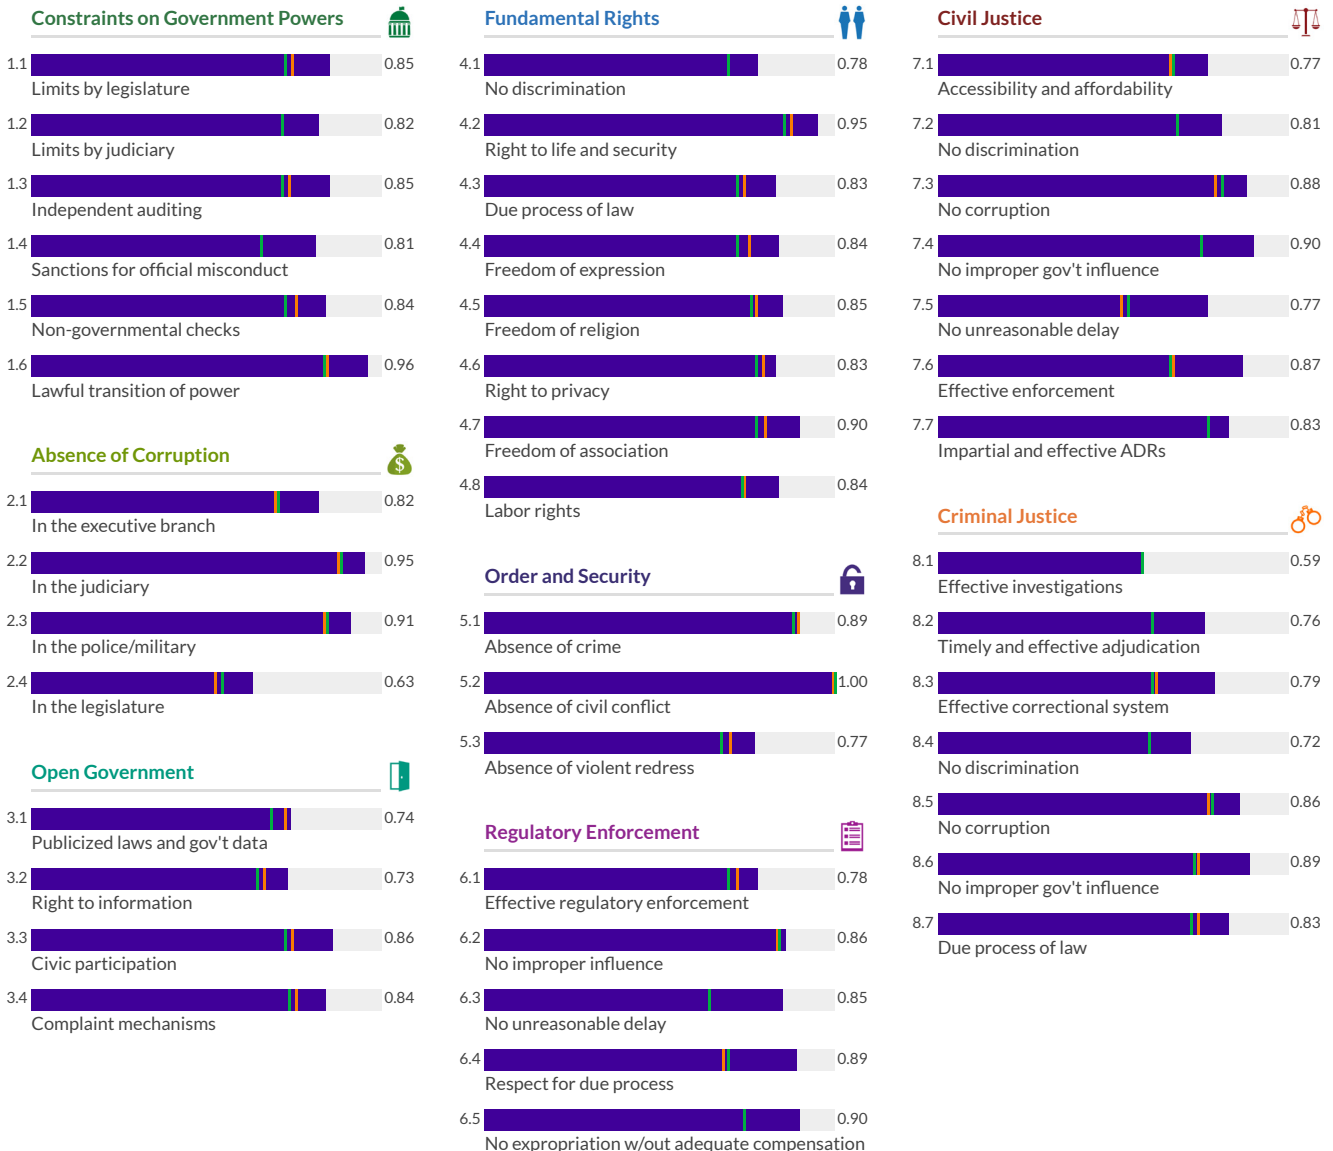 Constraints on Government Powers
1.1 0.85
Limits by legislature
1.2 0.82
Limits by judiciary
1.3 0.85
Independent auditing
1.4 0.81
Sanctions for official misconduct
1.5 0.84
Non-governmental checks
1.6 0.96
Lawful transition of power
Absence of Corruption
$
2.1 0.82
In the executive branch
2.2 0.95
In the judiciary
2.3 0.91
In the police/military
2.4 0.63
In the legislature
Open Government
3.1 0.74
Publicized laws and gov't data
3.2 0.73
Right to information
3.3 0.86
Civic participation
3.4 0.84
Complaint mechanisms
Fundamental Rights
4.1 0.78
No discrimination
4.2 0.95
Right to life and security
4.3 0.83
Due process of law
4.4 0.84
Freedom of expression
4.5 0.85
Freedom of religion
4.6 0.83
Right to privacy
4.7 0.90
Freedom of association
4.8 0.84
Labor rights
Order and Security
5.1 0.89
Absence of crime
5.2 1.00
Absence of civil conflict
5.3 0.77
Absence of violent redress
Regulatory Enforcement
6.1 0.78
Effective regulatory enforcement
6.2 0.86
No improper influence
6.3 0.85
No unreasonable delay
6.4 0.89
Respect for due process
6.5 0.90
No expropriation w/out adequate compensation
Civil Justice
7.1 0.77
Accessibility and affordability
7.2 0.81
No discrimination
7.3 0.88
No corruption
7.4 0.90
No improper gov't influence
7.5 0.77
No unreasonable delay
7.6 0.87
Effective enforcement
7.7 0.83
Impartial and effective ADRs
Criminal Justice
8.1 0.59
Effective investigations
8.2 0.76
Timely and effective adjudication
8.3 0.79
Effective correctional system
8.4 0.72
No discrimination
8.5 0.86
No corruption
8.6 0.89
No improper gov't influence
8.7 0.83
Due process of law